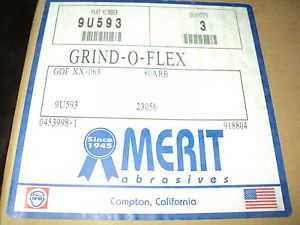 PART NUMBER QUANTITY
9U593 3
GRIND-O-FLEX
GOF XX-063 80ARB
9U593 23056
0453998-1 918804
Since
1945
MERIT
abrasives
Compton, California